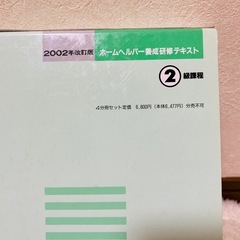 2002年改訂版 ホームヘルパー養成研修テキスト
②級課程
4分冊セット定価 6,800円（本体6,477円）分売不可